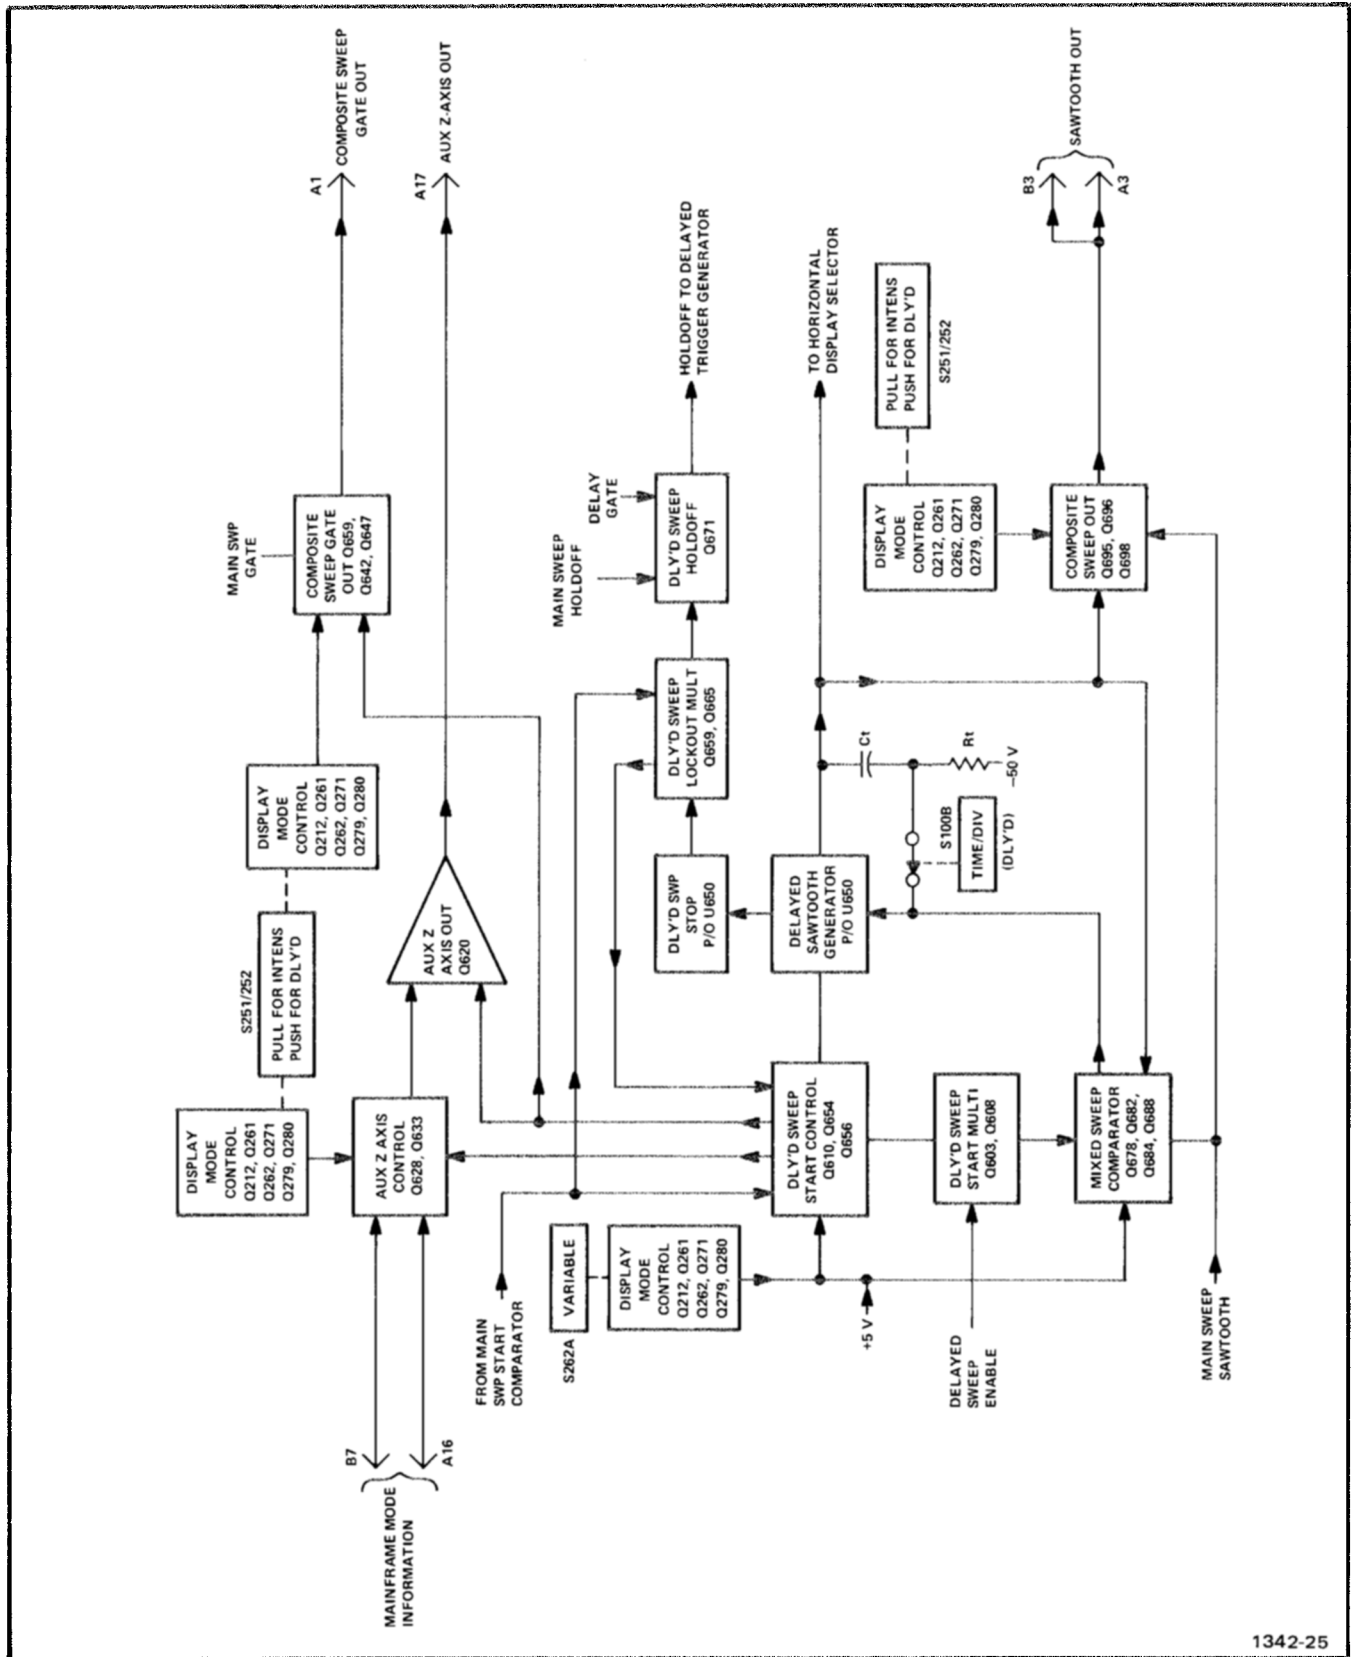 COMPOSITE SWEEP
GATE OUT
A1
AUX Z-AXIS OUT
A17
MAIN SWP
GATE
COMPOSITE
SWEEP GATE
OUT Q659,
Q642, Q647
DISPLAY
MODE
CONTROL
Q212, Q261
Q262, Q271
Q279, Q280
S251/252
PULL FOR INTENS
PUSH FOR DLY'D
AUX Z
AXIS OUT
Q620
DISPLAY
MODE
CONTROL
Q212, Q261
Q262, Q271
Q279, Q280
AUX Z AXIS
CONTROL
Q628, Q633
B7
A16
MAINFRAME MODE
INFORMATION
HOLDOFF TO DELAYED
TRIGGER GENERATOR
DELAY
GATE
MAIN SWEEP
HOLDOFF
DLY'D SWEEP
HOLDOFF
Q671
DLY'D SWEEP
LOCKOUT MULT
Q659, Q665
DLY'D SWP
STOP
P/O U650
FROM MAIN
SWP START
COMPARATOR
S262A
VARIABLE
DISPLAY
MODE
CONTROL
Q212, Q261
Q262, Q271
Q279, Q280
TO HORIZONTAL
DISPLAY SELECTOR
DELAYED
SAWTOOTH
GENERATOR
P/O U650
Ct
Rt
-50 V
S100B
TIME/DIV
(DLY'D)
DLY'D SWEEP
START CONTROL
Q610, Q654
Q656
+5 V
DLY'D SWEEP
START MULTI
Q603, Q608
DELAYED
SWEEP
ENABLE
MIXED SWEEP
COMPARATOR
Q678, Q682,
Q684, Q688
MAIN SWEEP
SAWTOOTH
PULL FOR INTENS
PUSH FOR DLY'D
S251/252
DISPLAY
MODE
CONTROL
Q212, Q261
Q262, Q271
Q279, Q280
COMPOSITE
SWEEP OUT
Q695, Q696
Q698
B3
A3
SAWTOOTH OUT
1342-25